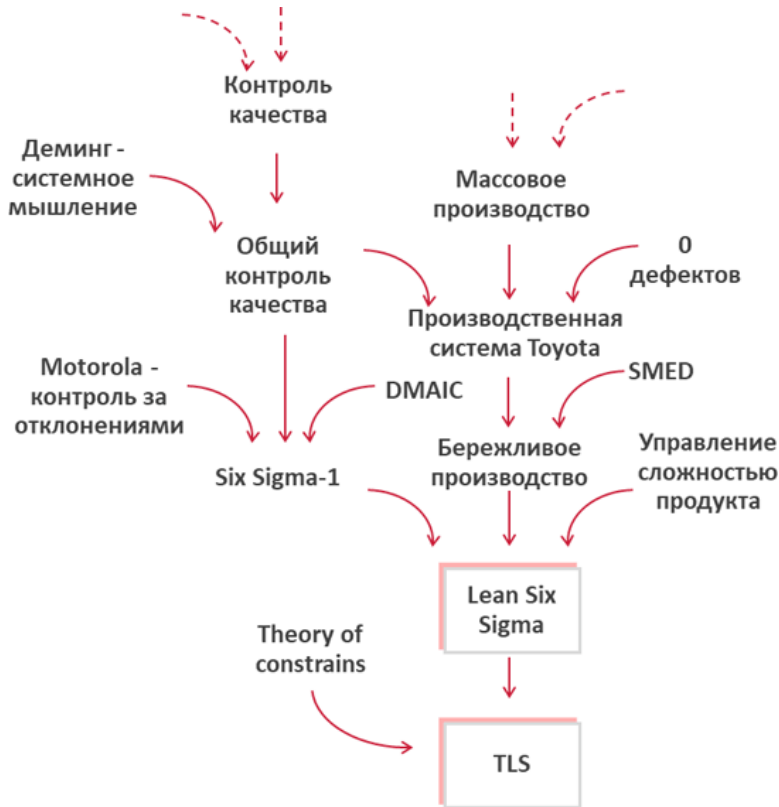 Контроль
качества
Деминг -
системное
мышление
Массовое
производство
Общий
контроль
качества
0
дефектов
Производственная
система Toyota
Motorola -
контроль за
отклонениями
DMAIC
SMED
Six Sigma-1
Бережливое
производство
Управление
сложностью
продукта
Lean Six
Sigma
Theory of
constrains
TLS